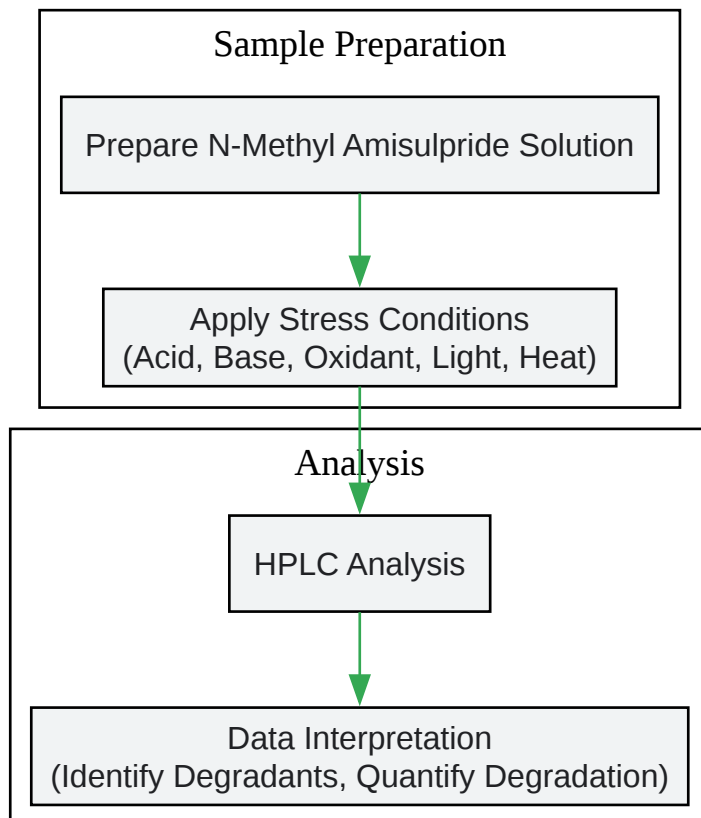 Sample Preparation
Prepare N-Methyl Amisulpride Solution
Apply Stress Conditions
(Acid, Base, Oxidant, Light, Heat)
Analysis
HPLC Analysis
Data Interpretation
(Identify Degradants, Quantify Degradation)